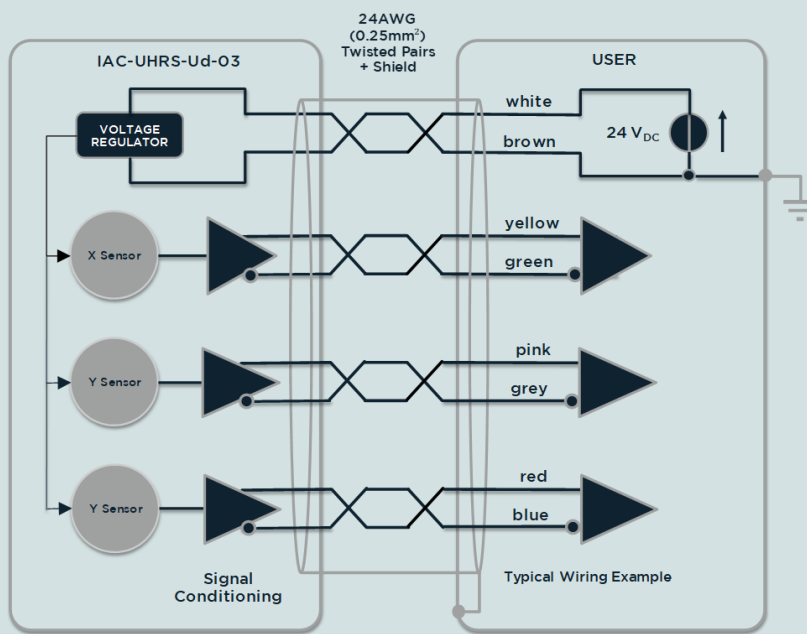 24AWG
(0.25mm²)
Twisted Pairs
+ Shield
IAC-UHRS-Ud-03
USER
VOLTAGE
REGULATOR
white
brown
24 VDC
X Sensor
yellow
green
Y Sensor
pink
grey
Y Sensor
red
blue
Signal
Conditioning
Typical Wiring Example